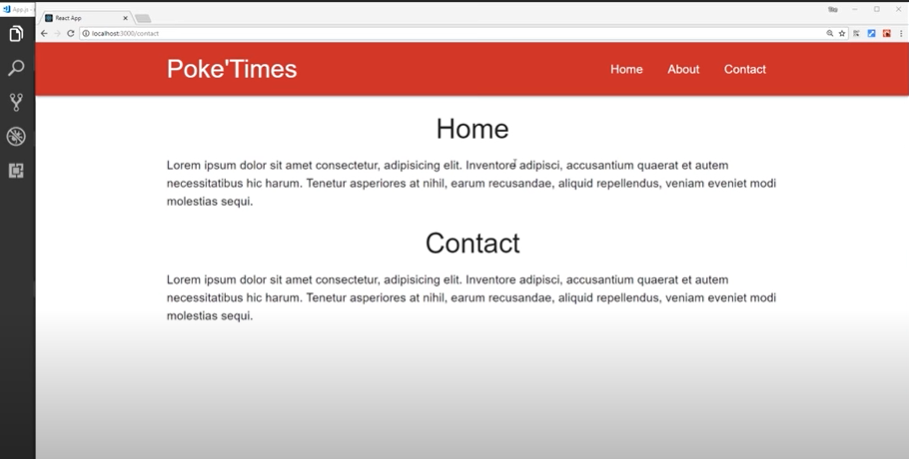 App.js -
React App
localhost:3000/contact
Poke'Times
Home
About
Contact
Home
Lorem ipsum dolor sit amet consectetur, adipisicing elit. Inventore adipisci, accusantium quaerat et autem
necessitatibus hic harum. Tenetur asperiores at nihil, earum recusandae, aliquid repellendus, veniam eveniet modi
molestias sequi.
Contact
Lorem ipsum dolor sit amet consectetur, adipisicing elit. Inventore adipisci, accusantium quaerat et autem
necessitatibus hic harum. Tenetur asperiores at nihil, earum recusandae, aliquid repellendus, veniam eveniet modi
molestias sequi.